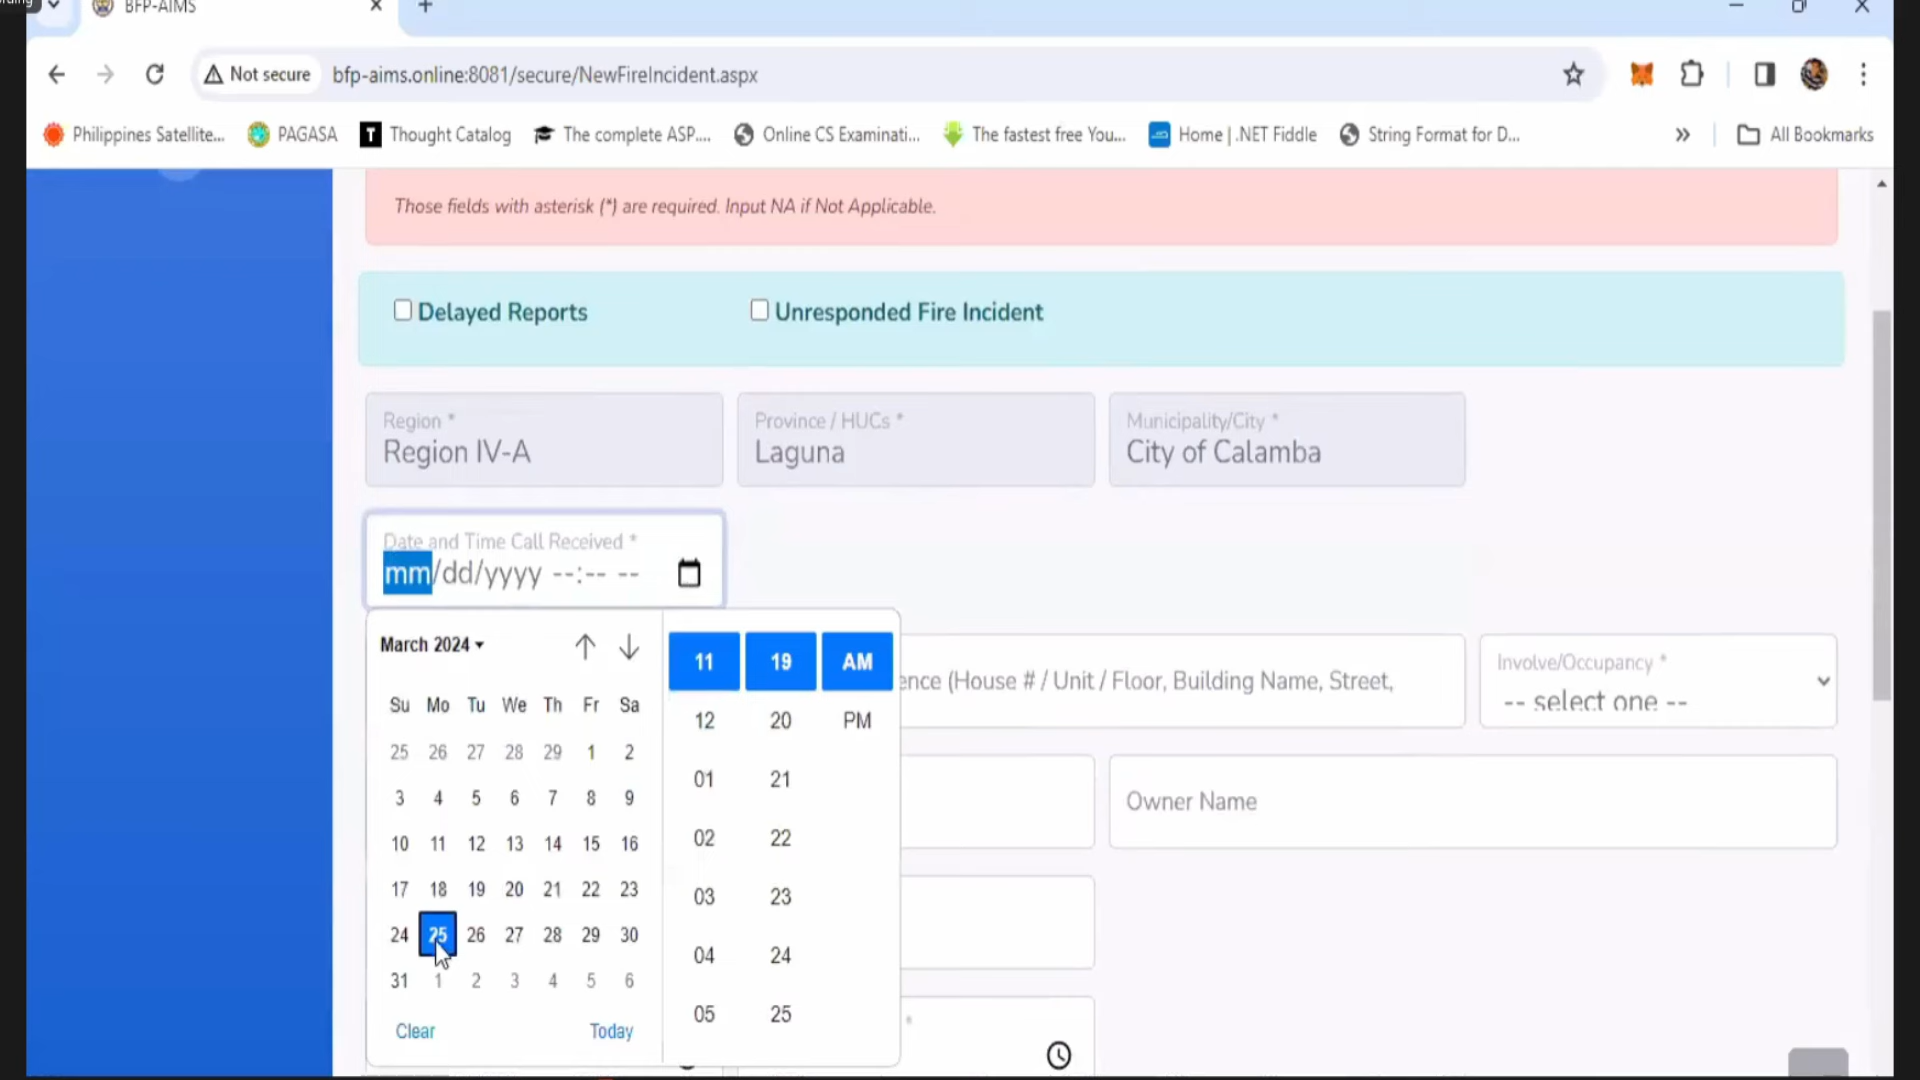 BFP-AIMS
Not secure
bfp-aims.online:8081/secure/NewFireIncident.aspx
Philippines Satellite...
PAGASA
T
Thought Catalog
The complete ASP....
Online CS Examinati...
The fastest free You...
Home | .NET Fiddle
String Format for D...
»
All Bookmarks
Those fields with asterisk (*) are required. Input NA if Not Applicable.
Delayed Reports
Unresponded Fire Incident
Region *
Region IV-A
Province / HUCs *
Laguna
Municipality/City *
City of Calamba
Date and Time Call Received *
mm/dd/yyyy --:-- --
March 2024
Su Mo Tu We Th Fr Sa
25 26 27 28 29 1 2
3 4 5 6 7 8 9
10 11 12 13 14 15 16
17 18 19 20 21 22 23
24 25 26 27 28 29 30
31 1 2 3 4 5 6
Clear
Today
11 19 AM
12 20 PM
01 21
02 22
03 23
04 24
05 25
ence (House # / Unit / Floor, Building Name, Street,
Involve/Occupancy *
-- select one --
Owner Name
*